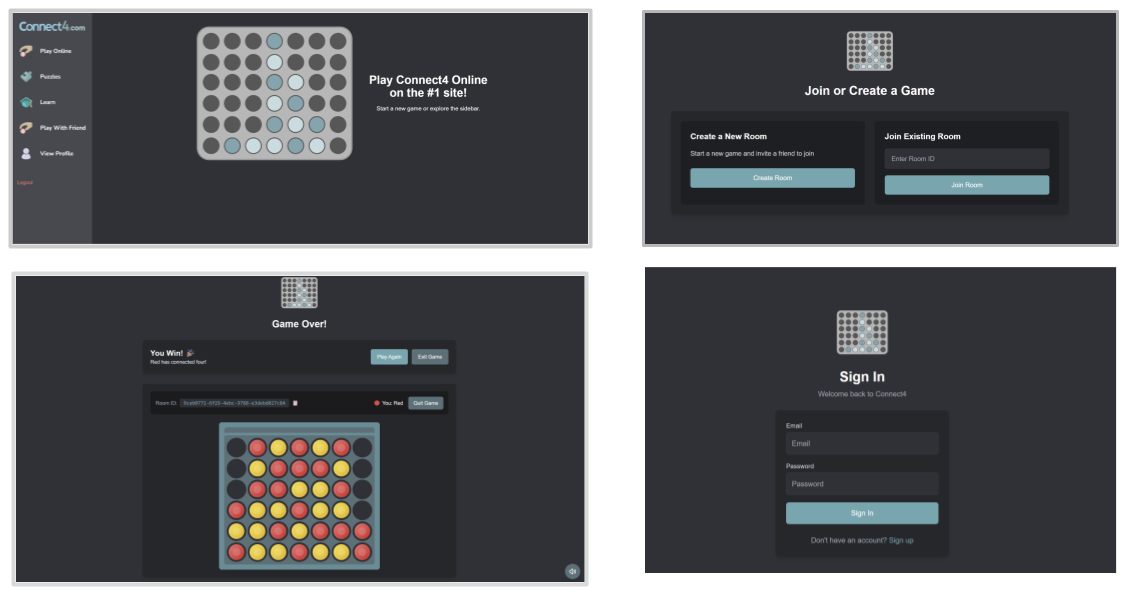 Connect4.com
Play Online
Puzzles
Learn
Play With Friend
View Profile
Logout
Play Connect4 Online
on the #1 site!
Start a new game or explore the sidebar.
Join or Create a Game
Create a New Room
Start a new game and invite a friend to join
Create Room
Join Existing Room
Enter Room ID
Join Room
Game Over!
You Win!
Red has connected four!
Play Again
Exit Game
Room ID:
You: Red
Quit Game
Sign In
Welcome back to Connect4
Email
Email
Password
Password
Sign In
Don't have an account? Sign up